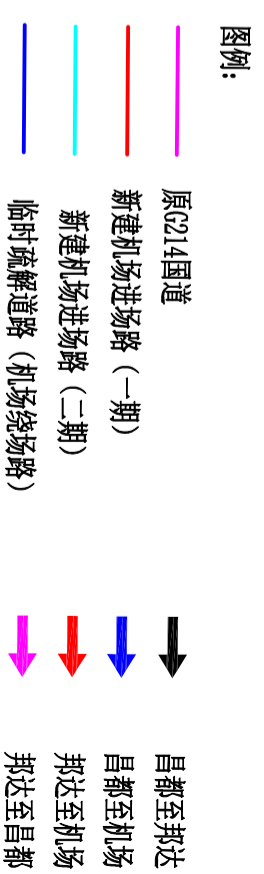 图例:
原G214国道
新建机场进场路（一期）
新建机场进场路（二期）
临时疏解道路（机场绕场路）
昌都至邦达
昌都至机场
邦达至机场
邦达至昌都